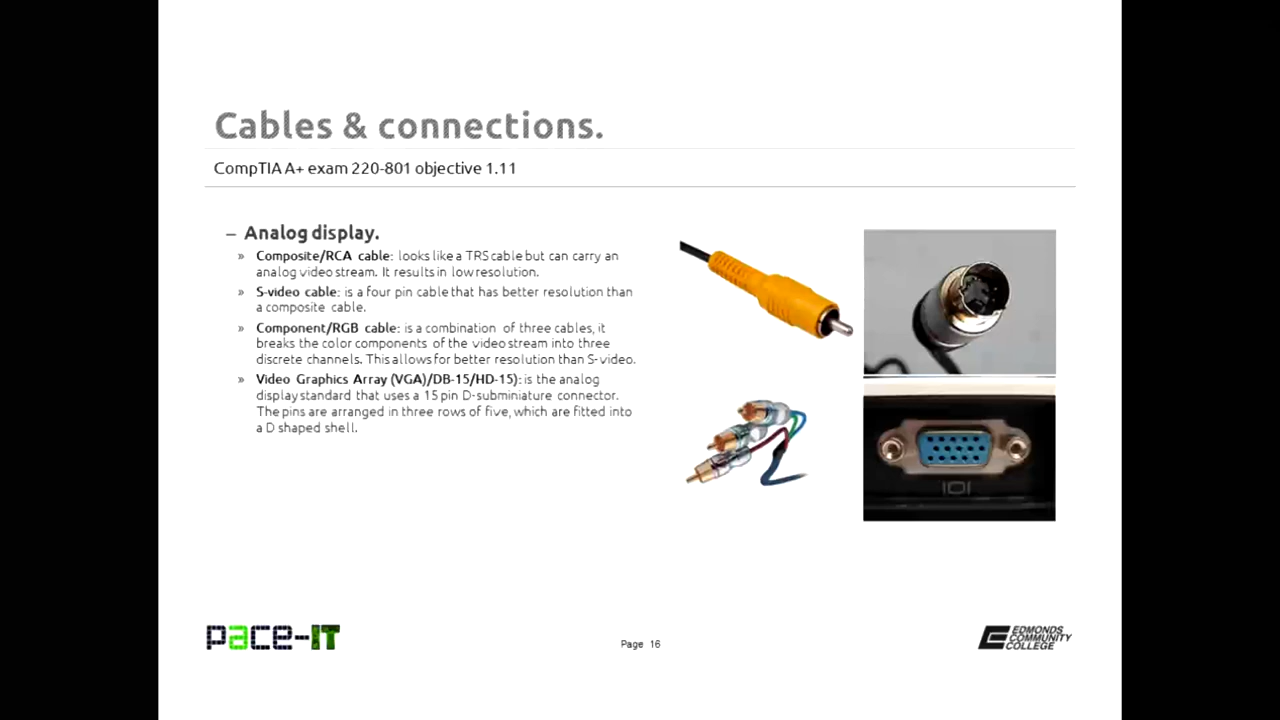 Cables & connections.
CompTIA A+ exam 220-801 objective 1.11
– Analog display.
» Composite/RCA cable: looks like a TRS cable but can carry an
analog video stream. It results in low resolution.
» S-video cable: is a four pin cable that has better resolution than
a composite cable.
» Component/RGB cable: is a combination of three cables, it
breaks the color components of the video stream into three
discrete channels. This allows for better resolution than S-video.
» Video Graphics Array (VGA)/DB-15/HD-15): is the analog
display standard that uses a 15 pin D-subminiature connector.
The pins are arranged in three rows of five, which are fitted into
a D shaped shell.
pace-IT
Page 16
EDMONDS
COMMUNITY
COLLEGE